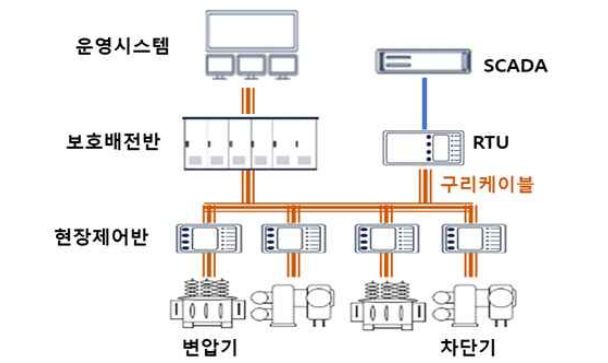 운영시스템
SCADA
보호배전반
RTU
구리케이블
현장제어반
변압기
차단기